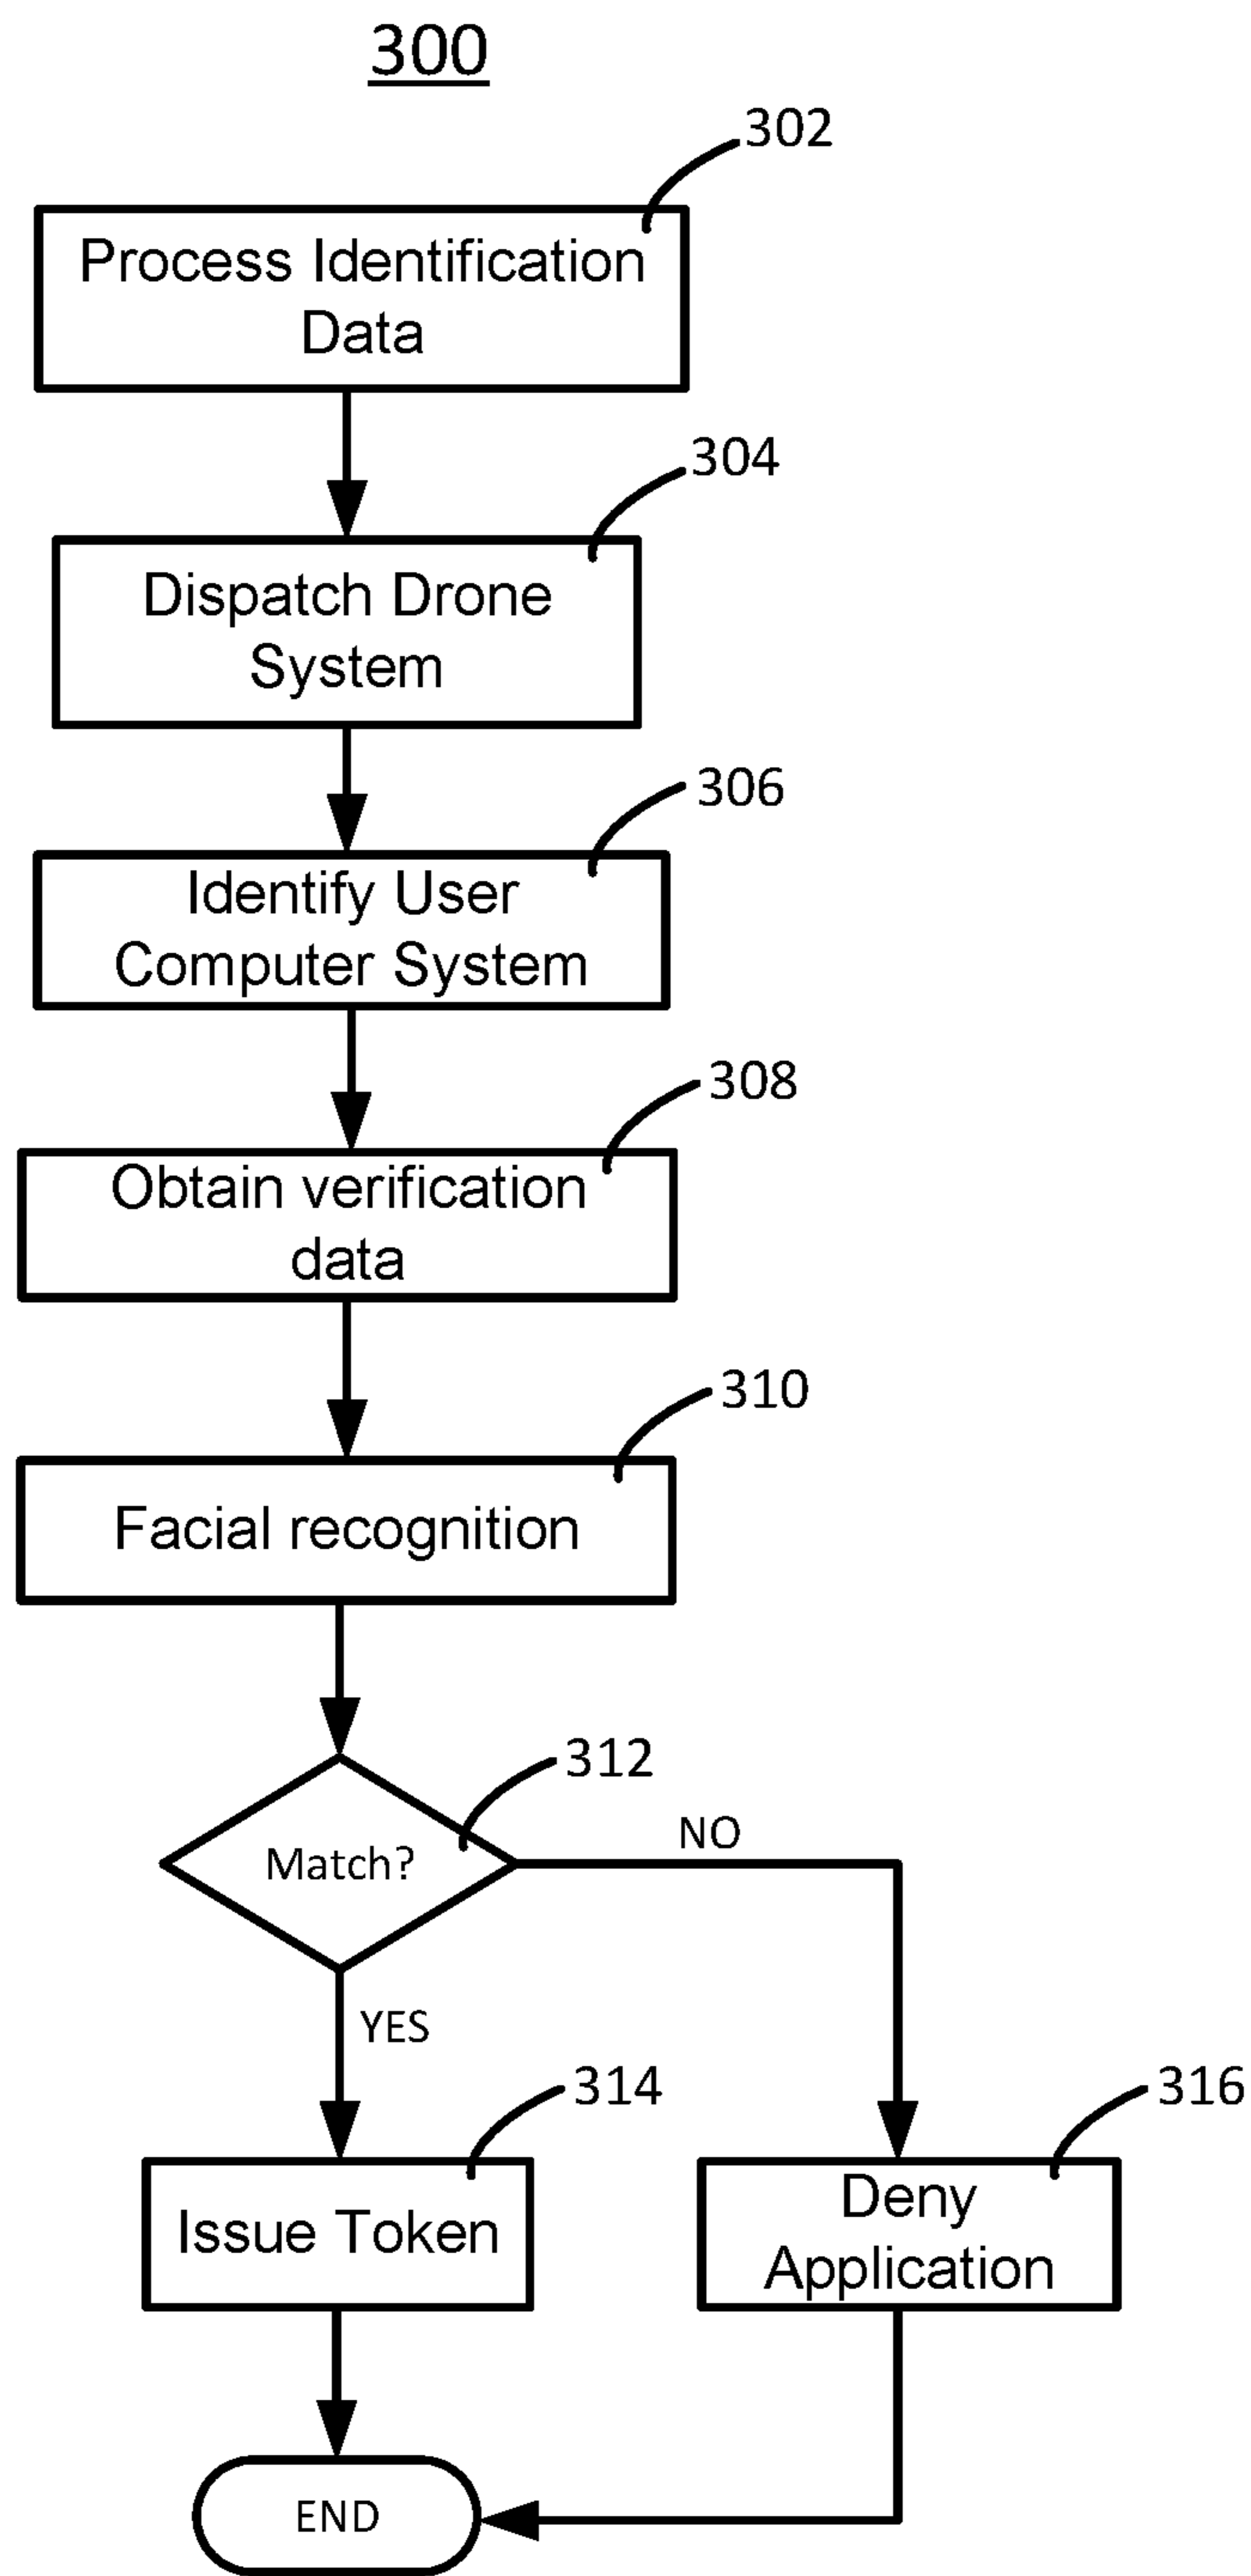 300
302
Process Identification
Data
304
Dispatch Drone
System
306
Identify User
Computer System
308
Obtain verification
data
310
Facial recognition
312
Match?
NO
YES
314
Issue Token
316
Deny
Application
END